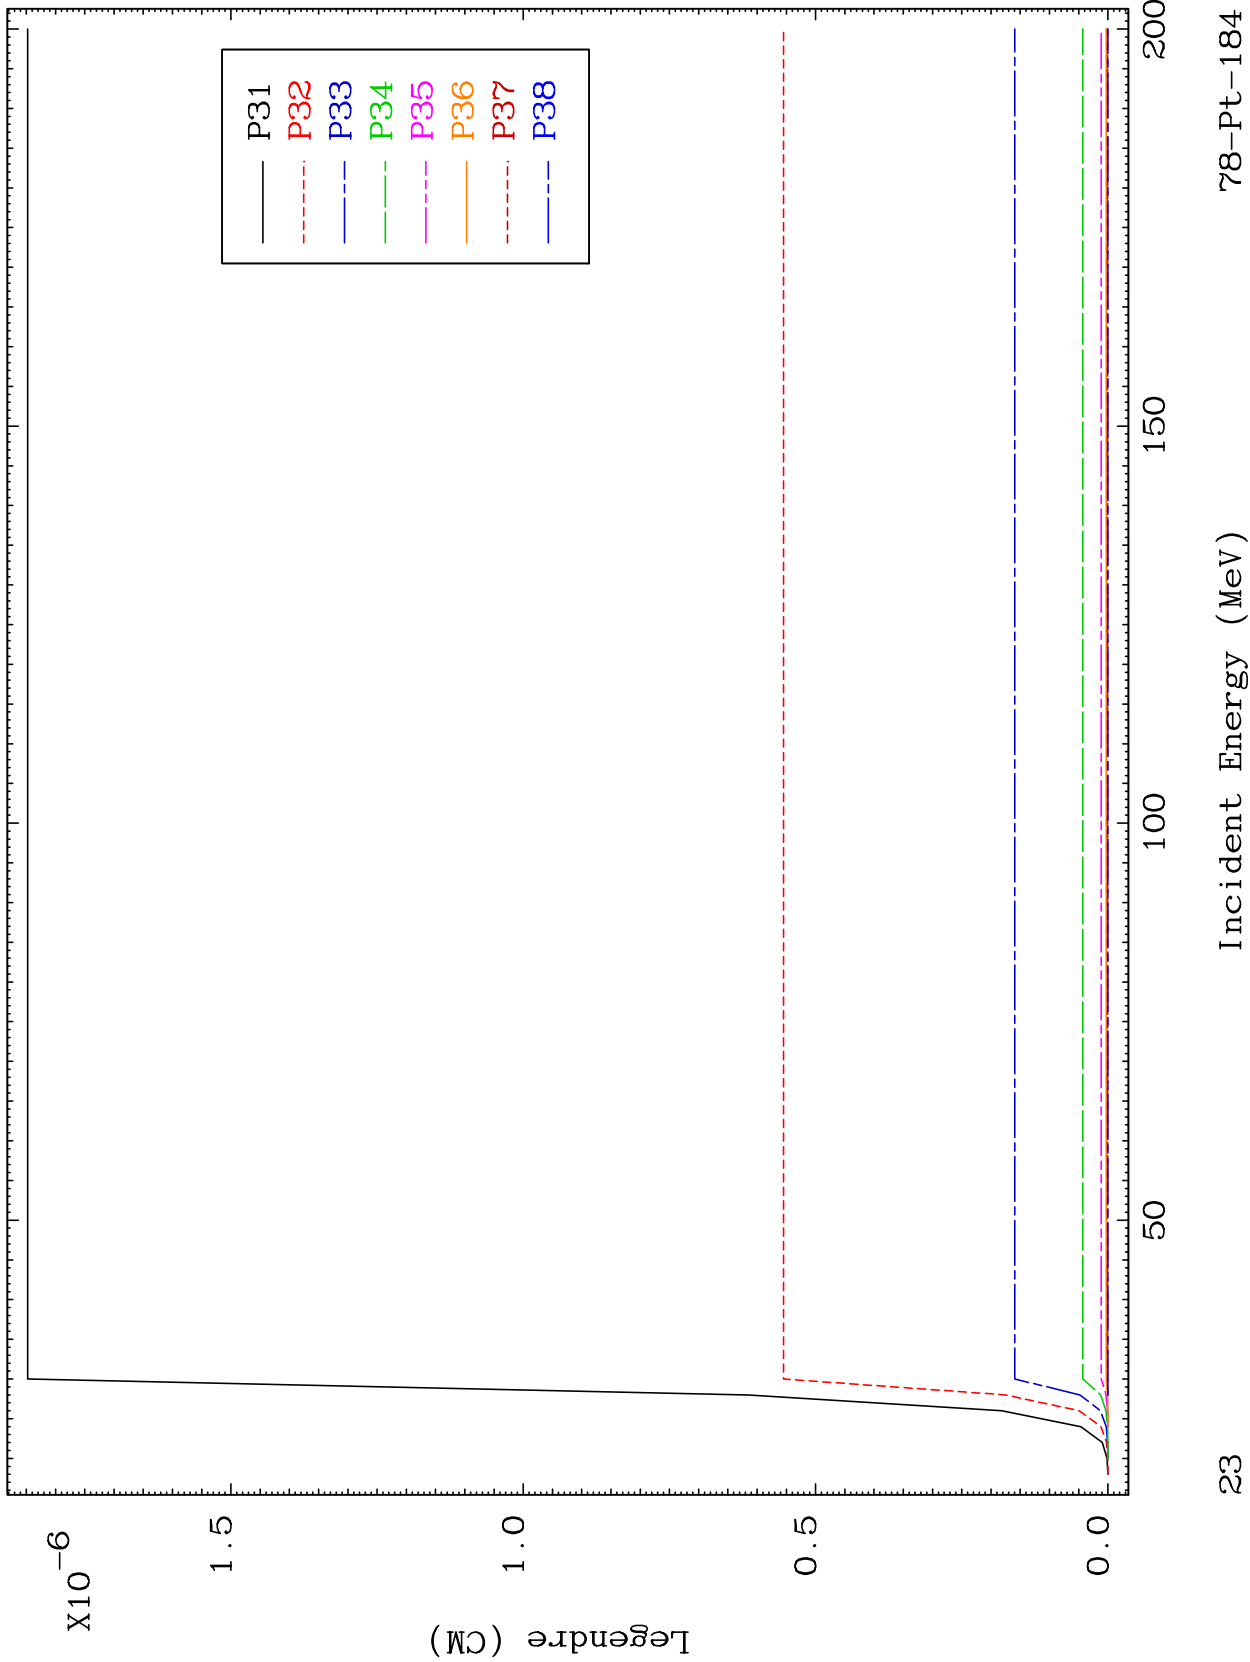 X10-6
1.5
1.0
0.5
0.0
Legendre (CM)
P31
P32
P33
P34
P35
P36
P37
P38
50
100
150
200
23
Incident Energy (MeV)
78-Pt-184